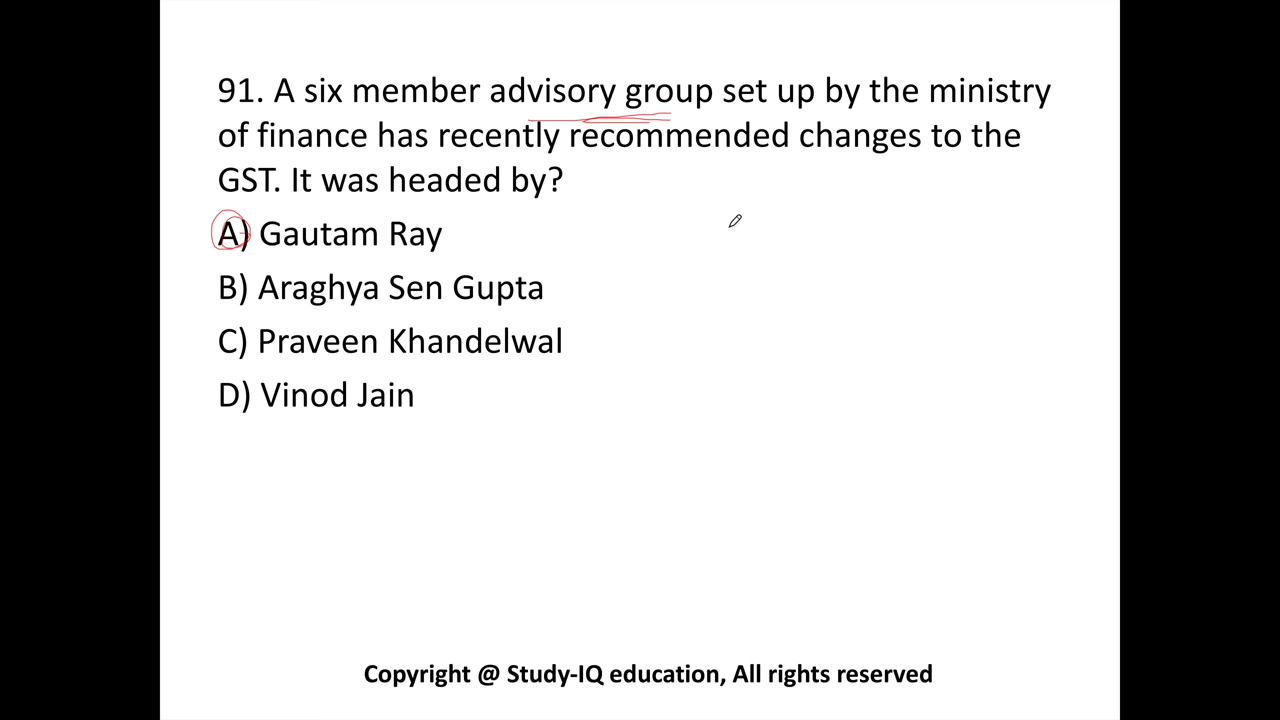 91. A six member advisory group set up by the ministry
of finance has recently recommended changes to the
GST. It was headed by?
A) Gautam Ray
B) Araghya Sen Gupta
C) Praveen Khandelwal
D) Vinod Jain
Copyright @ Study-IQ education, All rights reserved